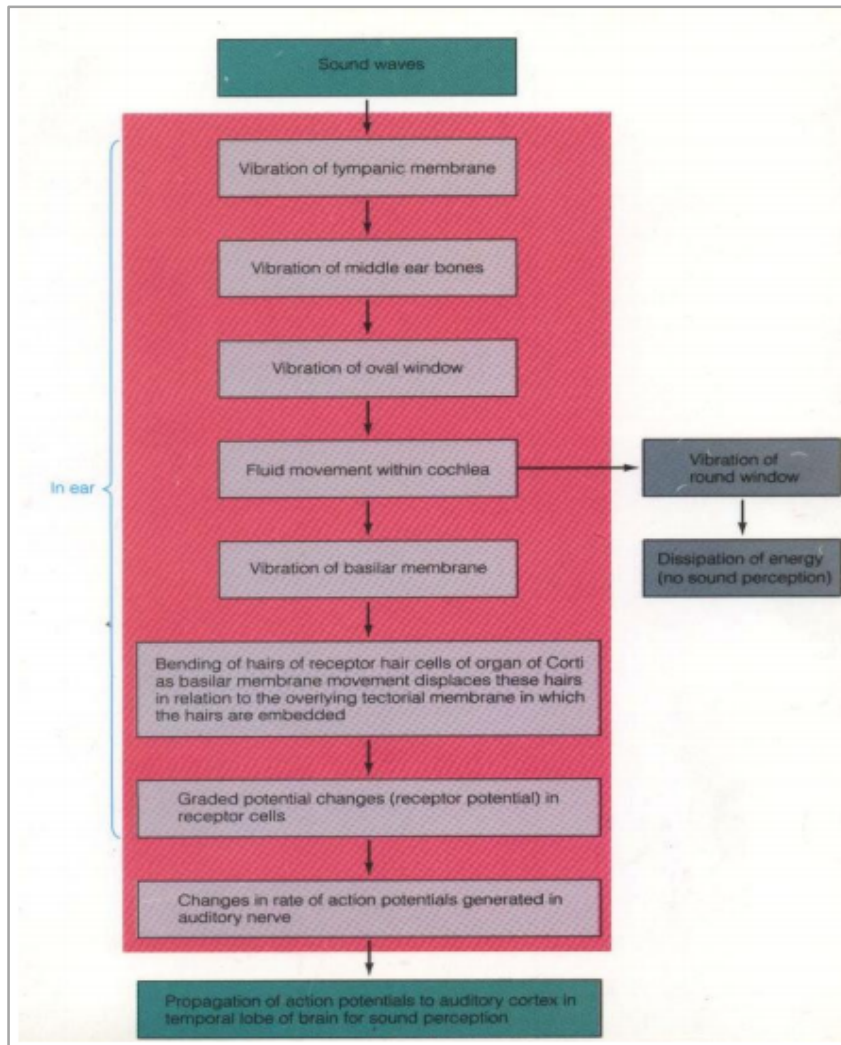 Sound waves
Vibration of tympanic membrane
Vibration of middle ear bones
Vibration of oval window
Fluid movement within cochlea
Vibration of
round window
In ear
Vibration of basilar membrane
Dissipation of energy
(no sound perception)
Bending of hairs of receptor hair cells of organ of Corti
as basilar membrane movement displaces these hairs
in relation to the overlying tectorial membrane in which
the hairs are embedded
Graded potential changes (receptor potential) in
receptor cells
Changes in rate of action potentials generated in
auditory nerve
Propagation of action potentials to auditory cortex in
temporal lobe of brain for sound perception